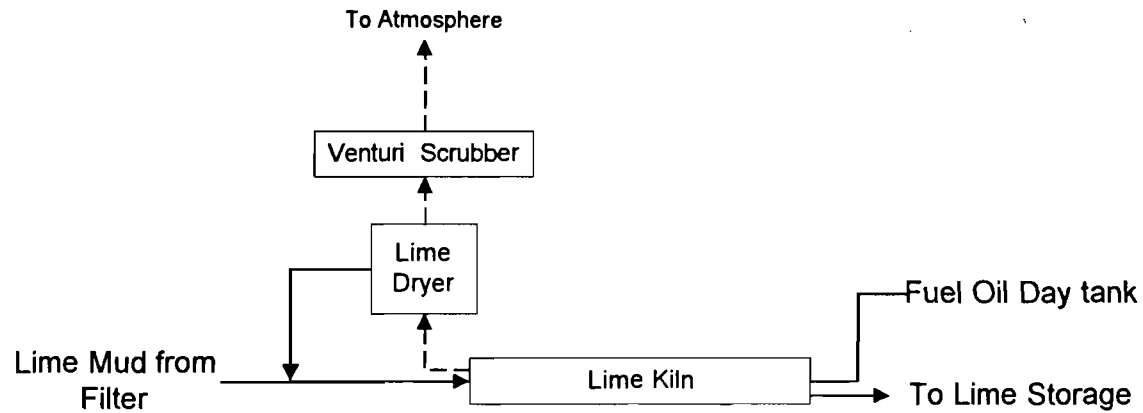 To Atmosphere
Venturi Scrubber
Lime
Dryer
Fuel Oil Day tank
Lime Mud from
Filter
Lime Kiln
To Lime Storage